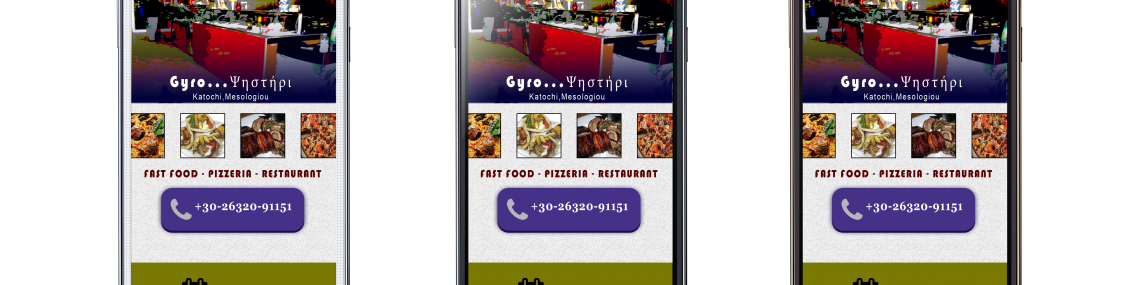 Gyro...Ψηστήρι
Katochi,Mesologiou
FAST FOOD - PIZZERIA - RESTAURANT
+30-26320-91151
Gyro...Ψηστήρι
Katochi,Mesologiou
FAST FOOD - PIZZERIA - RESTAURANT
+30-26320-91151
Gyro...Ψηστήρι
Katochi,Mesologiou
FAST FOOD - PIZZERIA - RESTAURANT
+30-26320-91151